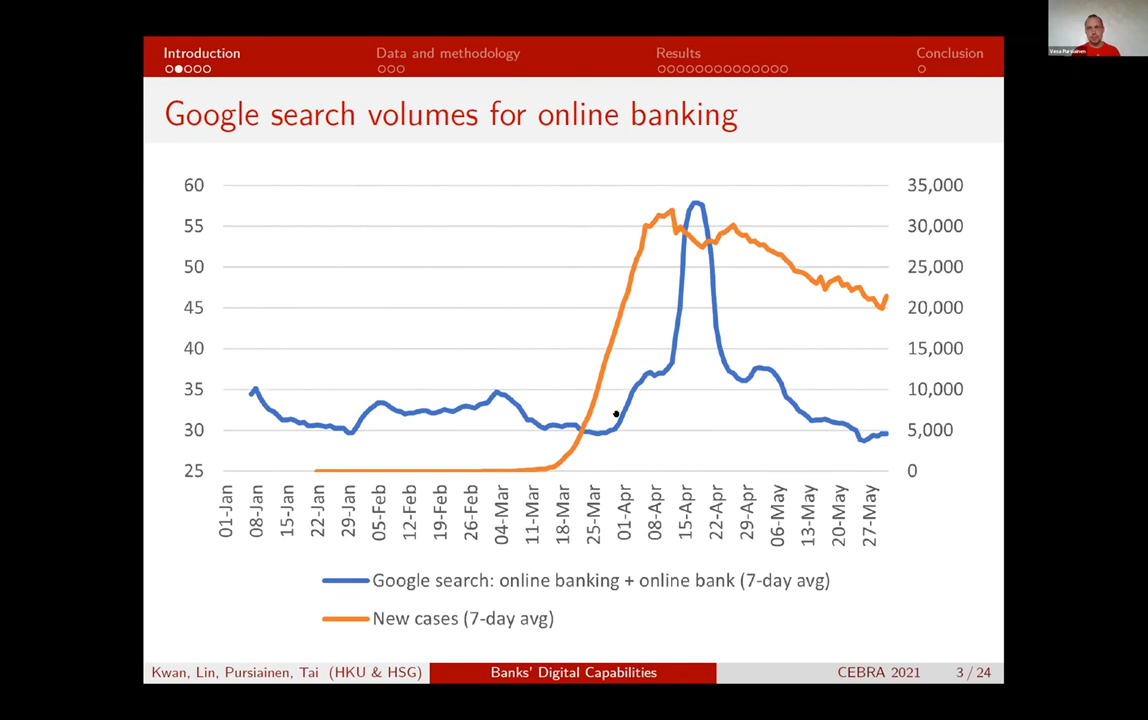 Introduction
Data and methodology
Results
Conclusion
Vesa Pursiainen
Google search volumes for online banking
60
55
50
45
40
35
30
25
35,000
30,000
25,000
20,000
15,000
10,000
5,000
0
01-Jan
08-Jan
15-Jan
22-Jan
29-Jan
05-Feb
12-Feb
19-Feb
26-Feb
04-Mar
11-Mar
18-Mar
25-Mar
01-Apr
08-Apr
15-Apr
22-Apr
29-Apr
06-May
13-May
20-May
27-May
Google search: online banking + online bank (7-day avg)
New cases (7-day avg)
Kwan, Lin, Pursiainen, Tai (HKU & HSG)
Banks' Digital Capabilities
CEBRA 2021
3 / 24